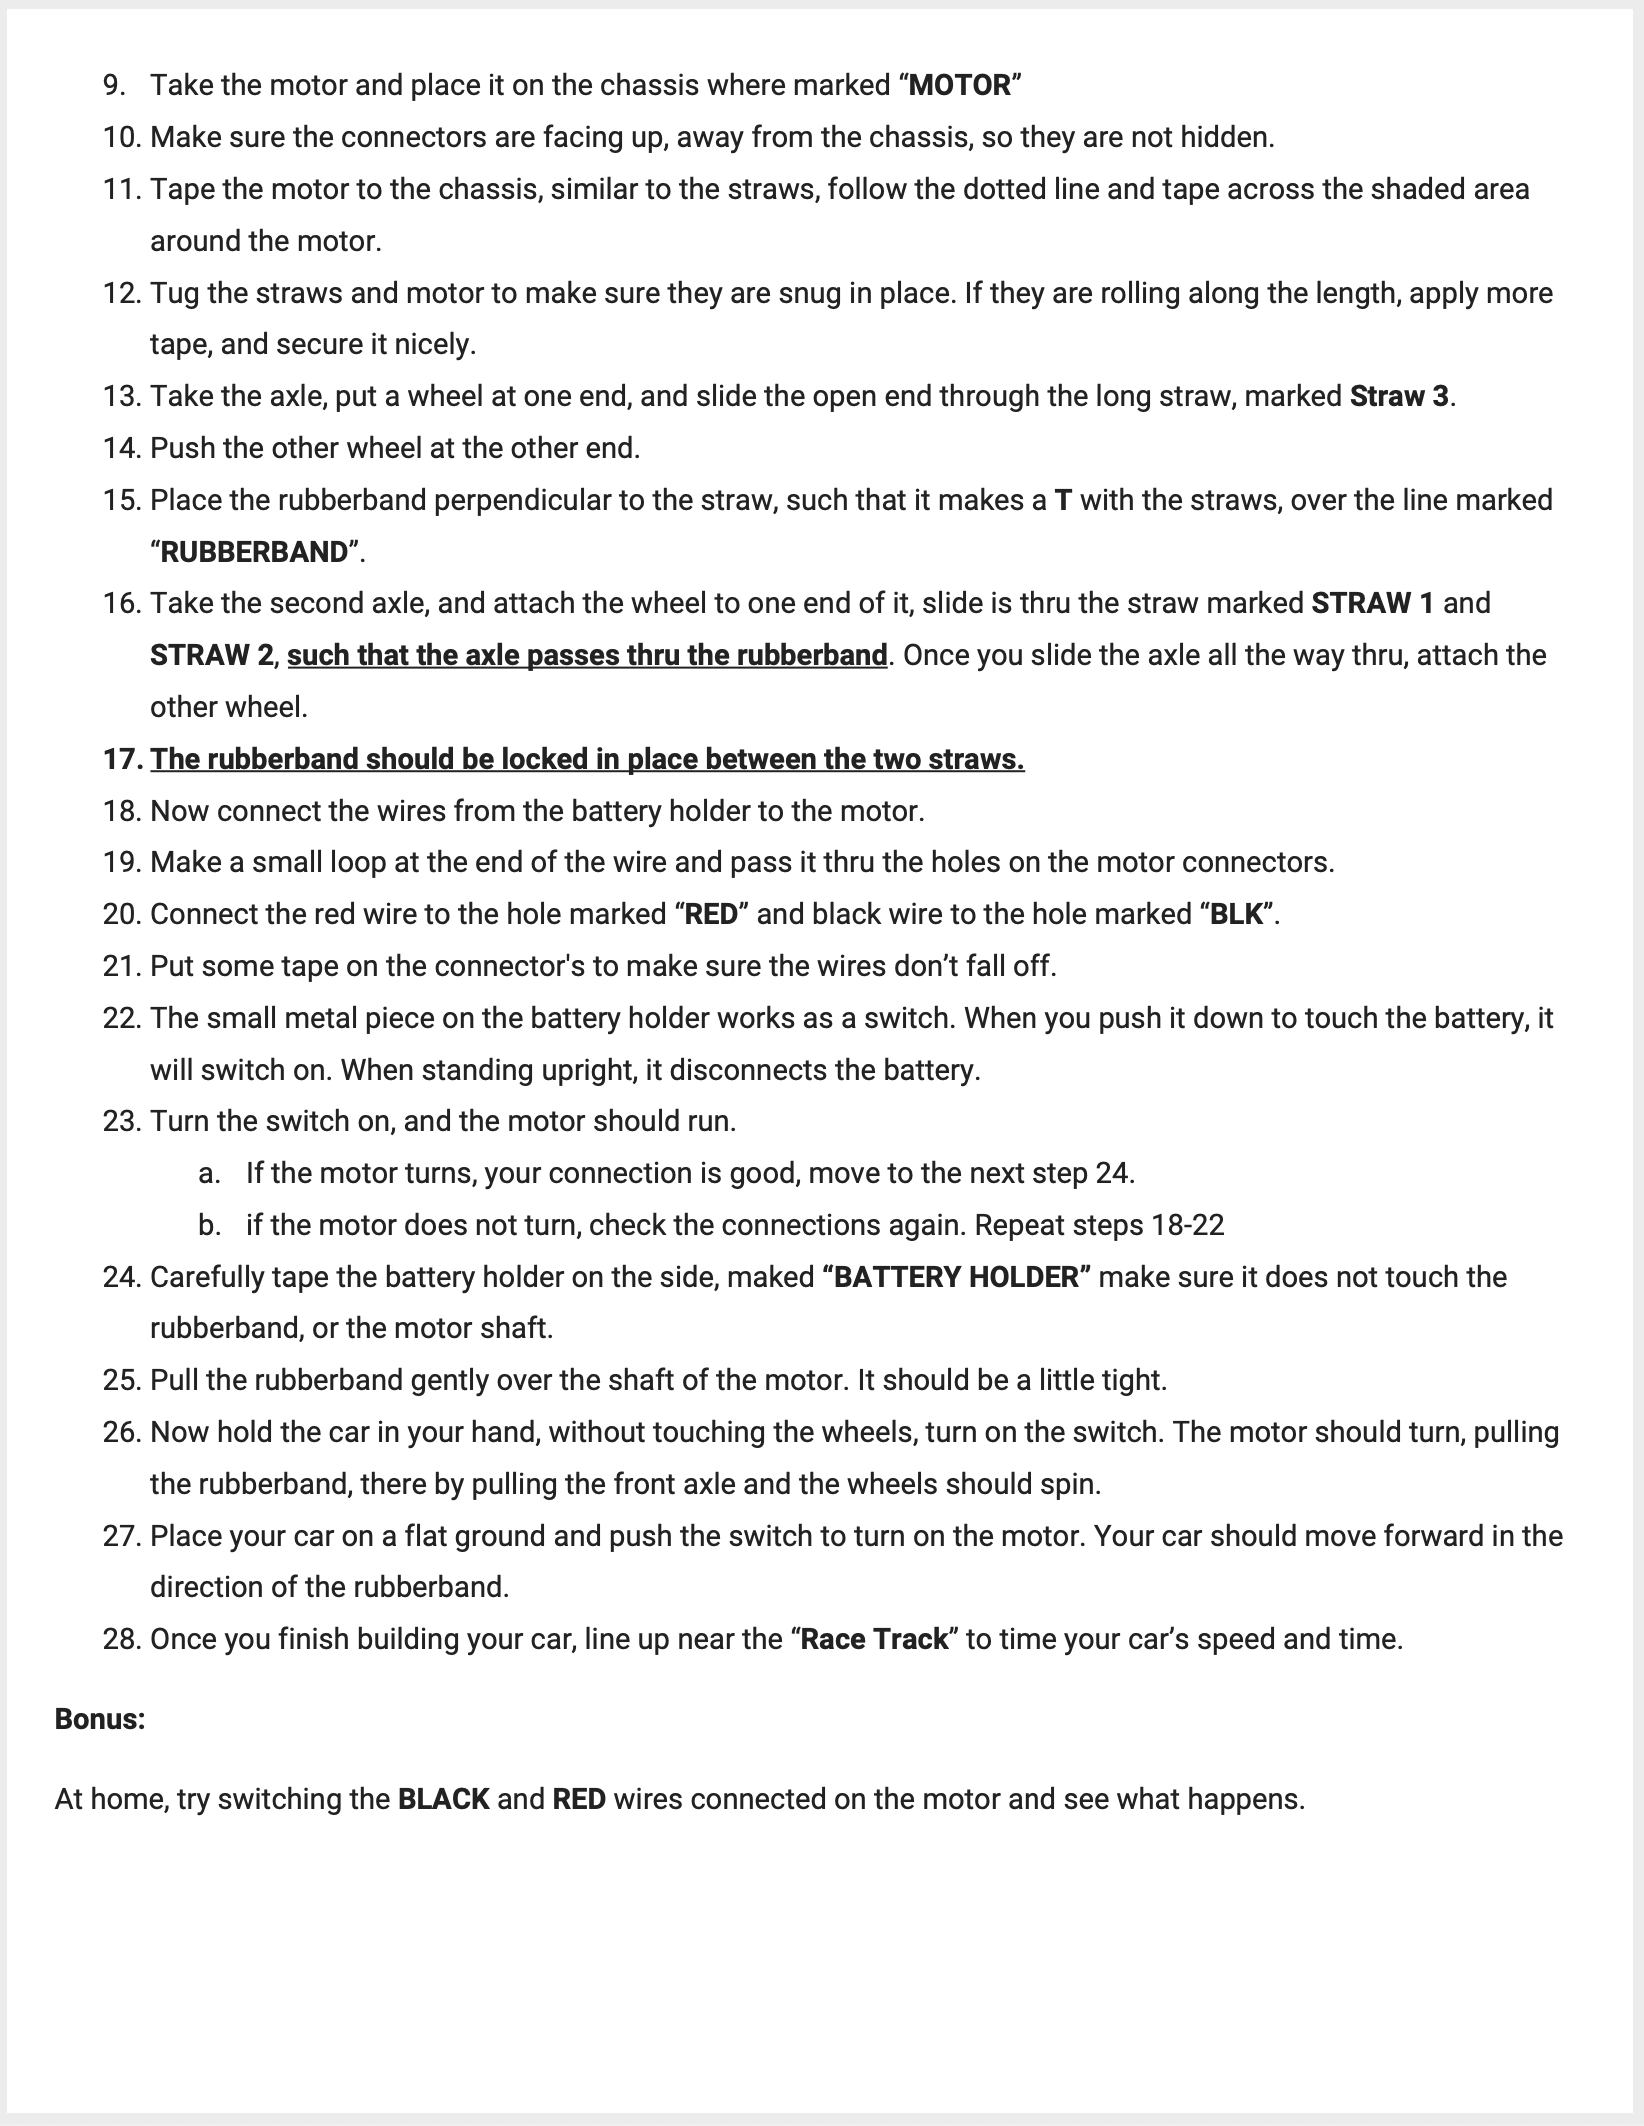 9. Take the motor and place it on the chassis where marked “MOTOR”
10. Make sure the connectors are facing up, away from the chassis, so they are not hidden.
11. Tape the motor to the chassis, similar to the straws, follow the dotted line and tape across the shaded area
around the motor.
12. Tug the straws and motor to make sure they are snug in place. If they are rolling along the length, apply more
tape, and secure it nicely.
13. Take the axle, put a wheel at one end, and slide the open end through the long straw, marked Straw 3.
14. Push the other wheel at the other end.
15. Place the rubberband perpendicular to the straw, such that it makes a T with the straws, over the line marked
“RUBBERBAND”.
16. Take the second axle, and attach the wheel to one end of it, slide is thru the straw marked STRAW 1 and
STRAW 2, such that the axle passes thru the rubberband. Once you slide the axle all the way thru, attach the
other wheel.
17. The rubberband should be locked in place between the two straws.
18. Now connect the wires from the battery holder to the motor.
19. Make a small loop at the end of the wire and pass it thru the holes on the motor connectors.
20. Connect the red wire to the hole marked “RED” and black wire to the hole marked “BLK”.
21. Put some tape on the connector's to make sure the wires don’t fall off.
22. The small metal piece on the battery holder works as a switch. When you push it down to touch the battery, it
will switch on. When standing upright, it disconnects the battery.
23. Turn the switch on, and the motor should run.
a. If the motor turns, your connection is good, move to the next step 24.
b. if the motor does not turn, check the connections again. Repeat steps 18-22
24. Carefully tape the battery holder on the side, maked “BATTERY HOLDER” make sure it does not touch the
rubberband, or the motor shaft.
25. Pull the rubberband gently over the shaft of the motor. It should be a little tight.
26. Now hold the car in your hand, without touching the wheels, turn on the switch. The motor should turn, pulling
the rubberband, there by pulling the front axle and the wheels should spin.
27. Place your car on a flat ground and push the switch to turn on the motor. Your car should move forward in the
direction of the rubberband.
28. Once you finish building your car, line up near the “Race Track” to time your car’s speed and time.
Bonus:
At home, try switching the BLACK and RED wires connected on the motor and see what happens.